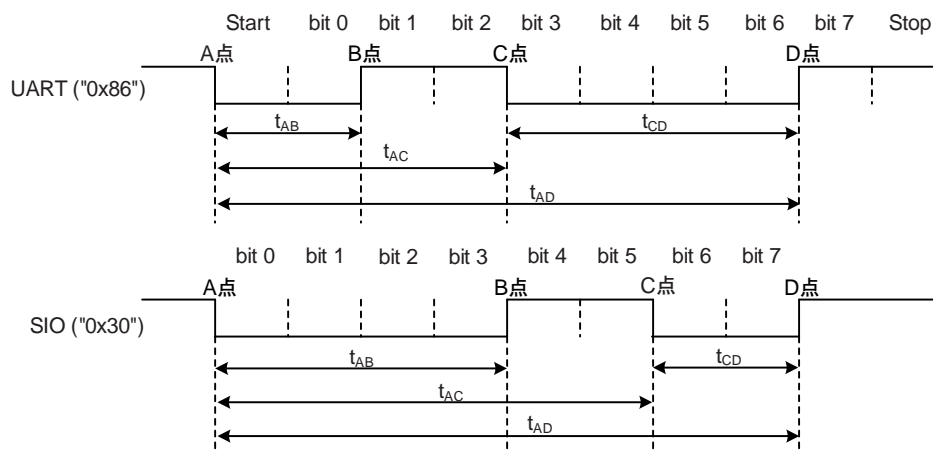 Start bit 0 bit 1 bit 2 bit 3 bit 4 bit 5 bit 6 bit 7 Stop
A点 B点 C点 D点
UART ("0x86")
tAB tCD
tAC
tAD
bit 0 bit 1 bit 2 bit 3 bit 4 bit 5 bit 6 bit 7
A点 B点 C点 D点
SIO ("0x30")
tAB tCD
tAC
tAD